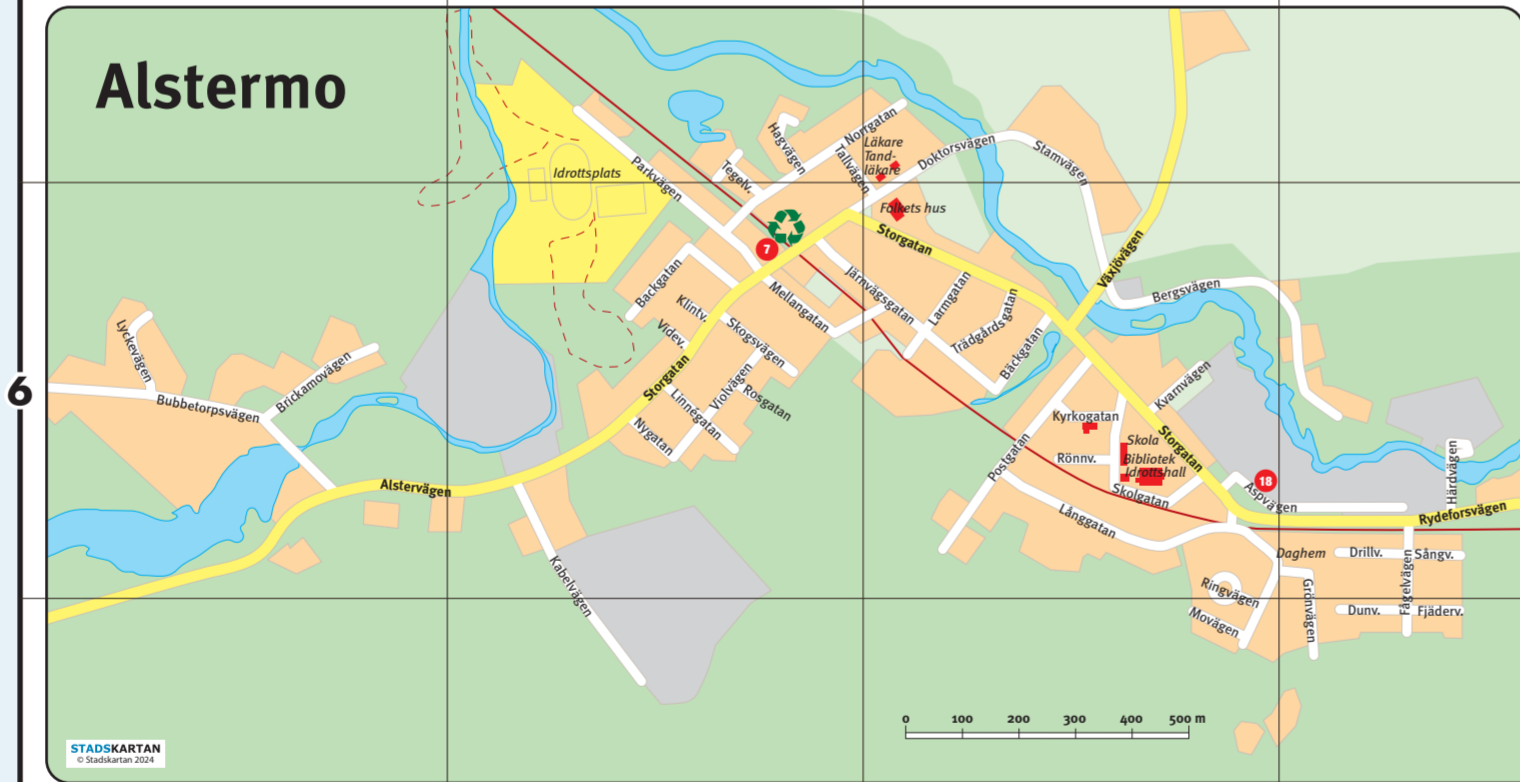 Alstermo
6
Idrottsplats
Parkvägen
Tegelv.
Hagvägen
Norrgatan
Tallvägen
Läkare
Tand-
läkare
Doktorsvägen
Stamvägen
Folkets hus
Storgatan
Växjövägen
Bergsvägen
7
Backgatan
Klintv.
Videv.
Mellangatan
Skogsvägen
Järnvägsgatan
Larmgatan
Trädgårdsgatan
Bäckgatan
Storgatan
Violvägen
Rosgatan
Linnégatan
Nygatan
Lyckevägen
Bubbetorpsvägen
Brickamovägen
Alstervägen
Kabelvägen
Kvarnvägen
Kyrkogatan
Storgatan
Skola
Bibliotek
Idrottshall
Rönnv.
Skolgatan
Postgatan
Långgatan
18
Aspvägen
Härdvägen
Rydeforsvägen
Daghem
Drillv.
Sångv.
Fågelvägen
Ringvägen
Grönvägen
Dunv.
Fjäderv.
Movägen
0 100 200 300 400 500 m
STADSKARTAN
© Stadskartan 2024